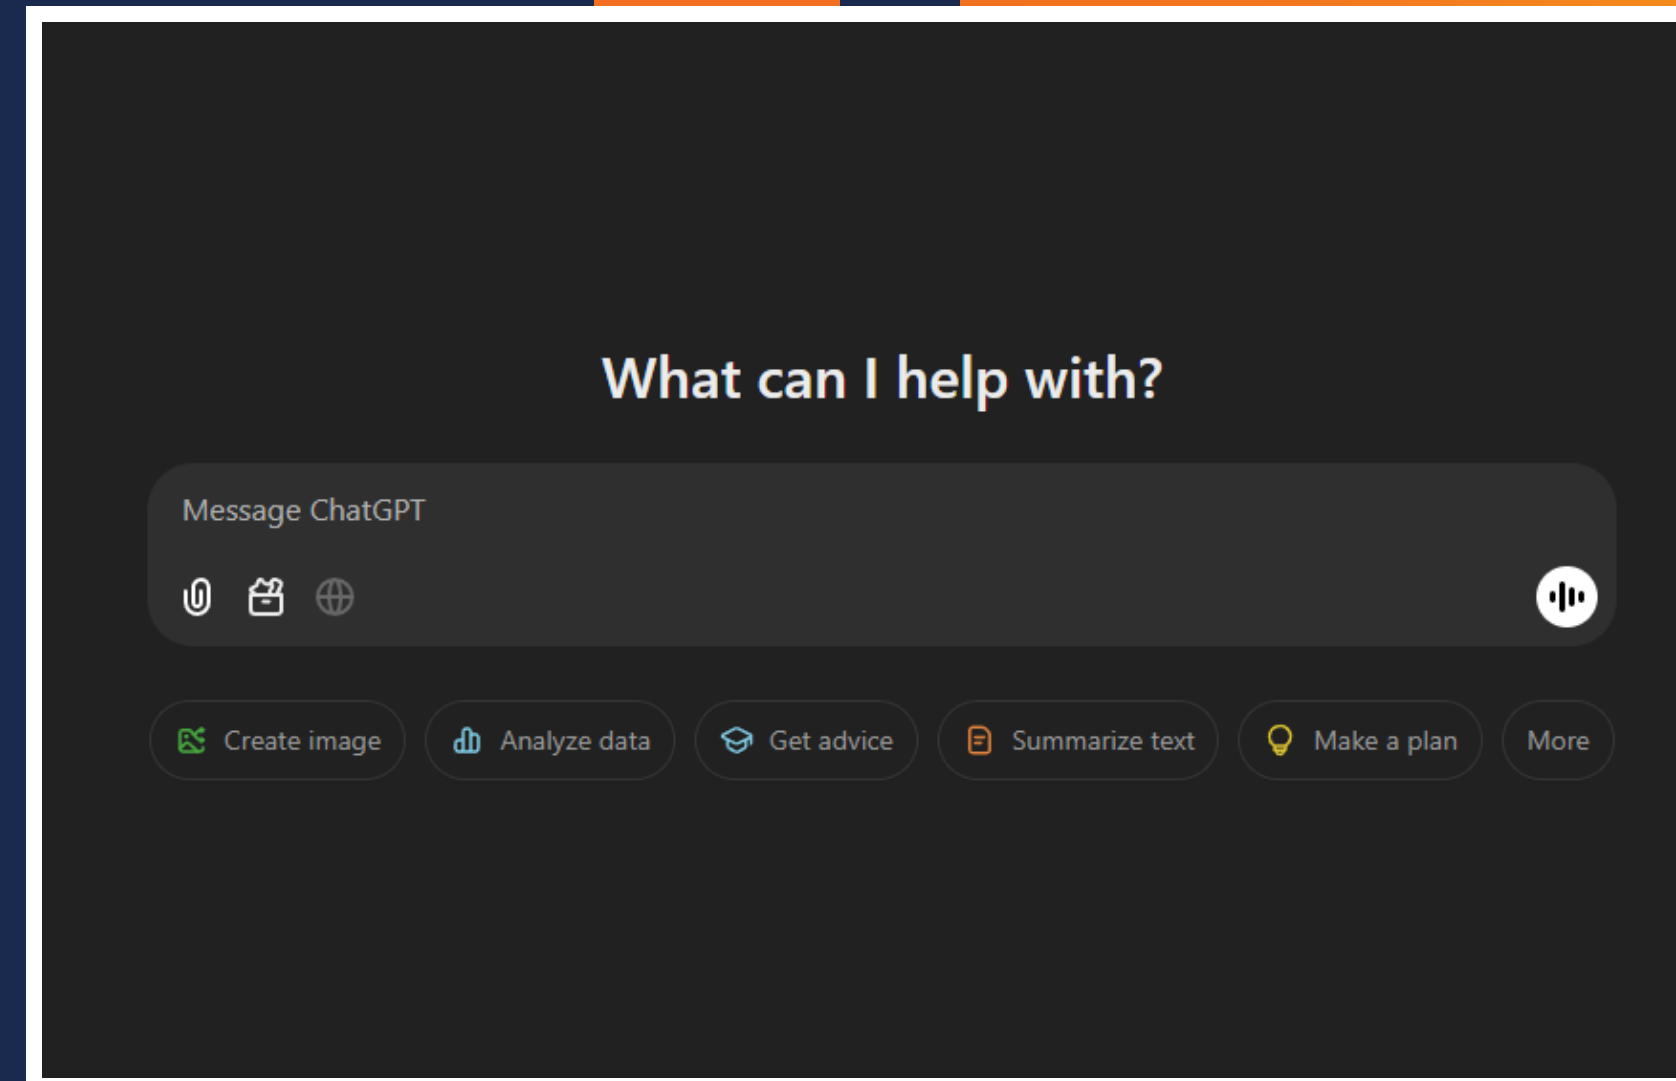 What can I help with?
Message ChatGPT
Create image
Analyze data
Get advice
Summarize text
Make a plan
More